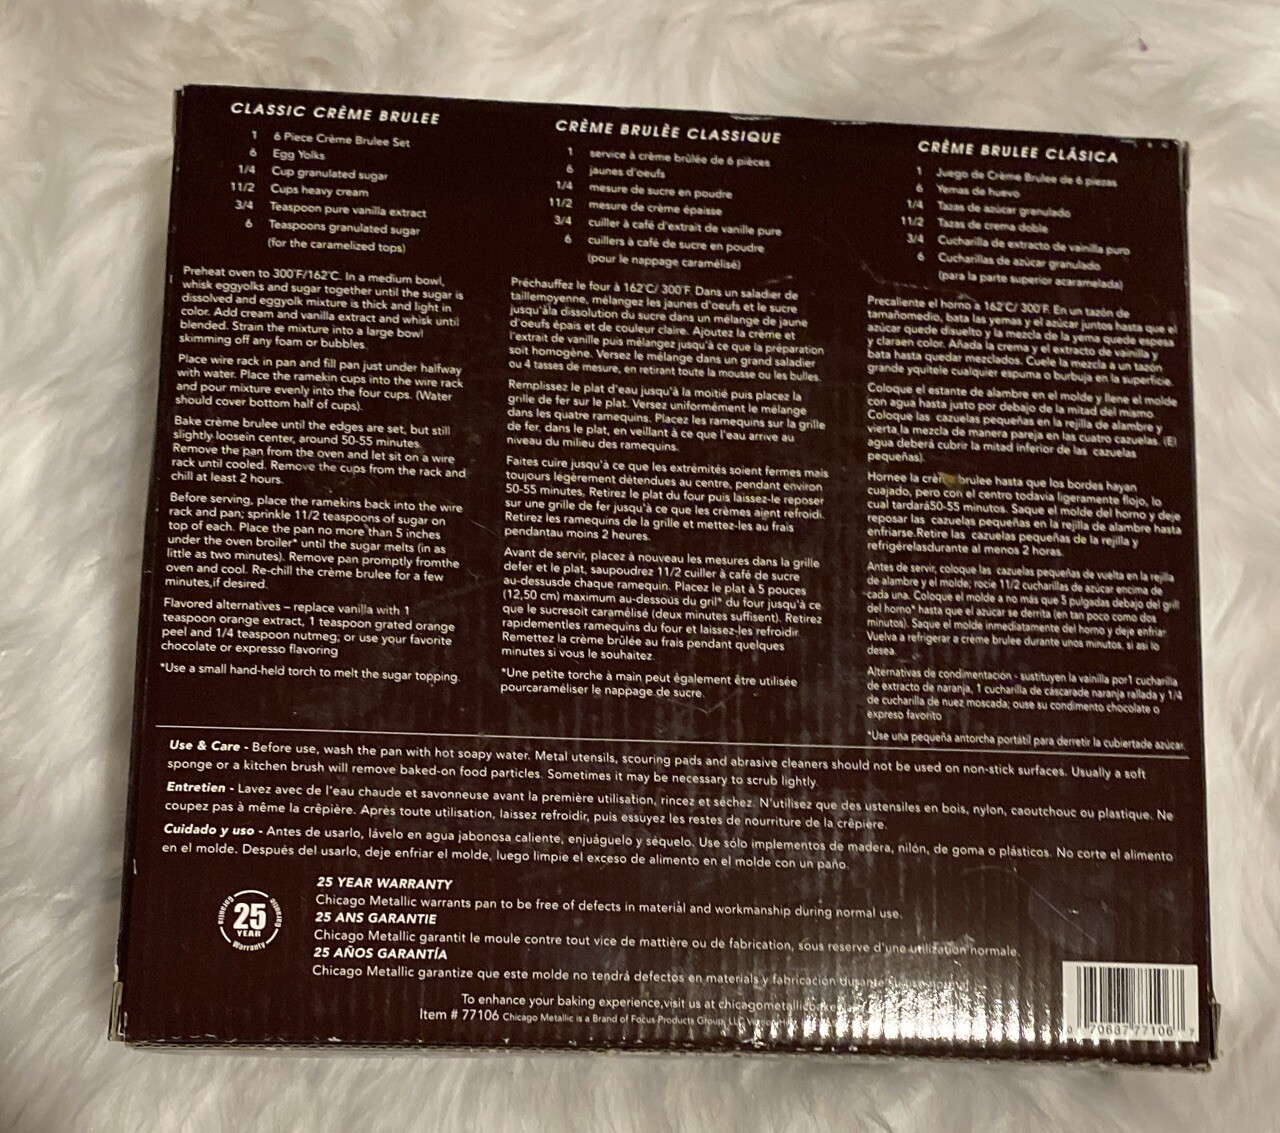 CLASSIC CRÈME BRULEE
1 6 Piece Crème Brulee Set
6 Egg Yolks
1/4 Cup granulated sugar
11/2 Cups heavy cream
3/4 Teaspoon pure vanilla extract
6 Teaspoons granulated sugar
(for the caramelized tops)
Preheat oven to 300°F/162°C. In a medium bowl,
whisk eggyolks and sugar together until the sugar is
dissolved and eggyolk mixture is thick and light in
color. Add cream and vanilla extract and whisk until
blended. Strain the mixture into a large bowl
skimming off any foam or bubbles.
Place wire rack in pan and fill pan just under halfway
with water. Place the ramekin cups into the wire rack
and pour mixture evenly into the four cups. (Water
should cover bottom half of cups).
Bake crème brulee until the edges are set, but still
slightly loosein center, around 50-55 minutes.
Remove the pan from the oven and let sit on a wire
rack until cooled. Remove the cups from the rack and
chill at least 2 hours.
Before serving, place the ramekins back into the wire
rack and pan; sprinkle 11/2 teaspoons of sugar on
top of each. Place the pan no more than 5 inches
under the oven broiler* until the sugar melts (in as
little as two minutes). Remove pan promptly fromthe
oven and cool. Re-chill the crème brulee for a few
minutes,if desired.
Flavored alternatives – replace vanilla with 1
teaspoon orange extract, 1 teaspoon grated orange
peel and 1/4 teaspoon nutmeg; or use your favorite
chocolate or expresso flavoring
*Use a small hand-held torch to melt the sugar topping.
CRÈME BRULÈE CLASSIQUE
1 service à crème brûlée de 6 pièces
6 jaunes d'oeufs
1/4 mesure de sucre en poudre
11/2 mesure de crème épaisse
3/4 cuiller à café d'extrait de vanille pure
6 cuillers à café de sucre en poudre
(pour le nappage caramélisé)
Préchauffez le four à 162°C/ 300°F. Dans un saladier de
taillemoyenne, mélangez les jaunes d'oeufs et le sucre
jusqu'àla dissolution du sucre dans un mélange de jaune
d'oeufs épais et de couleur claire. Ajoutez la crème et
l'extrait de vanille puis mélangez jusqu'à ce que la préparation
soit homogène. Versez le mélange dans un grand saladier
ou 4 tasses de mesure, en retirant toute la mousse ou les bulles.
Remplissez le plat d'eau jusqu'à la moitié puis placez la
grille de fer sur le plat. Versez uniformément le mélange
dans les quatre ramequins. Placez les ramequins sur la grille
de fer, dans le plat, en veillant à ce que l'eau arrive au
niveau du milieu des ramequins.
Faites cuire jusqu'à ce que les extrémités soient fermes mais
toujours légèrement détendues au centre, pendant environ
50-55 minutes. Retirez le plat du four puis laissez-le reposer
sur une grille de fer jusqu'à ce que les crèmes aient refroidi.
Retirez les ramequins de la grille et mettez-les au frais
pendantau moins 2 heures.
Avant de servir, placez à nouveau les mesures dans la grille
defer et le plat, saupoudrez 11/2 cuiller à café de sucre
au-dessusde chaque ramequin. Placez le plat à 5 pouces
(12,50 cm) maximum au-dessous du gril* du four jusqu'à ce
que le sucresoit caramélisé (deux minutes suffisent). Retirez
rapidementles ramequins du four et laissez-les refroidir.
Remettez la crème brûlée au frais pendant quelques
minutes si vous le souhaitez.
*Une petite torche à main peut également être utilisée
pourcaraméliser le nappage de sucre.
CRÈME BRULEE CLÁSICA
1 Juego de Crème Brulee de 6 piezas
6 Yemas de huevo
1/4 Tazas de azúcar granulado
11/2 Tazas de crema doble
3/4 Cucharilla de extracto de vainilla puro
6 Cucharillas de azúcar granulado
(para la parte superior acaramelada)
Precaliente el horno a 162°C/ 300°F. En un tazón de
tamañomedio, bata las yemas y el azúcar juntos hasta que el
azúcar quede disuelto y la mezcla de la yema quede espesa
y claraen color. Añada la crema y el extracto de vainilla y
bata hasta quedar mezclados. Cuele la mezcla a un tazón
grande yquitele cualquier espuma o burbuja en la superficie.
Coloque el estante de alambre en el molde y llene el molde
con agua hasta justo por debajo de la mitad del mismo.
Coloque las cazuelas pequeñas en la rejilla de alambre y
vierta la mezcla de manera pareja en las cuatro cazuelas. (El
agua deberá cubrir la mitad inferior de las cazuelas
pequeñas).
Hornee la crèm brulee hasta que los bordes hayan
cuajado, pero con el centro todavia ligeramente flojo, lo
cual tardará50-55 minutos. Saque el molde del horno y deje
reposar las cazuelas pequeñas en la rejilla de alambre hasta
enfriarse.Retire las cazuelas pequeñas de la rejilla y
refrigérelasdurante al menos 2 horas.
Antes de servir, coloque las cazuelas pequeñas de vuelta en la rejilla
de alambre y el molde; rocie 11/2 cucharillas de azúcar encima de
cada una. Coloque el molde a no más que 5 pulgadas debajo del grill
del horno* hasta que el azúcar se derrita (en tan poco como dos
minutos). Saque el molde inmediatamente del horno y deje enfriar.
Vuelva a refrigerar a crème brulee durante unos minutos, si asi lo
desea.
Alternativas de condimentación - sustituyen la vainilla por1 cucharilla
de extracto de naranja, 1 cucharilla de cáscarade naranja rallada y 1/4
de cucharilla de nuez moscada; ouse su condimento chocolate o
expreso favorito
*Use una pequeña antorcha portátil para derretir la cubiertade azúcar.
Use & Care - Before use, wash the pan with hot soapy water. Metal utensils, scouring pads and abrasive cleaners should not be used on non-stick surfaces. Usually a soft
sponge or a kitchen brush will remove baked-on food particles. Sometimes it may be necessary to scrub lightly.
Entretien - Lavez avec de l'eau chaude et savonneuse avant la première utilisation, rincez et séchez. N'utilisez que des ustensiles en bois, nylon, caoutchouc ou plastique. Ne
coupez pas à même la crêpière. Après toute utilisation, laissez refroidir, puis essuyez les restes de nourriture de la crêpière.
Cuidado y uso - Antes de usarlo, lávelo en agua jabonosa caliente, enjuáguelo y séquelo. Use sólo implementos de madera, nilón, de goma o plásticos. No corte el alimento
en el molde. Después del usarlo, deje enfriar el molde, luego limpie el exceso de alimento en el molde con un paño.
25
YEAR
Warranty
25 YEAR WARRANTY
Chicago Metallic warrants pan to be free of defects in material and workmanship during normal use.
25 ANS GARANTIE
Chicago Metallic garantit le moule contre tout vice de mattière ou de fabrication, sous reserve d'une utilization normale.
25 AÑOS GARANTÍA
Chicago Metallic garantize que este molde no tendrá defectos en materials y fabricación durante
To enhance your baking experience,visit us at chicagometallicbake
Item # 77106 Chicago Metallic is a Brand of Focus Products Group, LLC
0 70687 77106 7